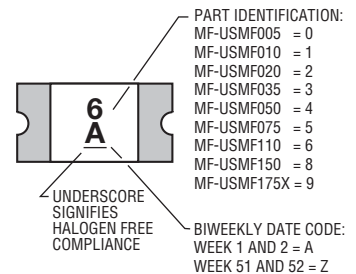 PART IDENTIFICATION:
MF-USMF005 = 0
MF-USMF010 = 1
MF-USMF020 = 2
MF-USMF035 = 3
MF-USMF050 = 4
MF-USMF075 = 5
MF-USMF110 = 6
MF-USMF150 = 8
MF-USMF175X = 9
6
A
UNDERSCORE
SIGNIFIES
HALOGEN FREE
COMPLIANCE
BIWEEKLY DATE CODE:
WEEK 1 AND 2 = A
WEEK 51 AND 52 = Z